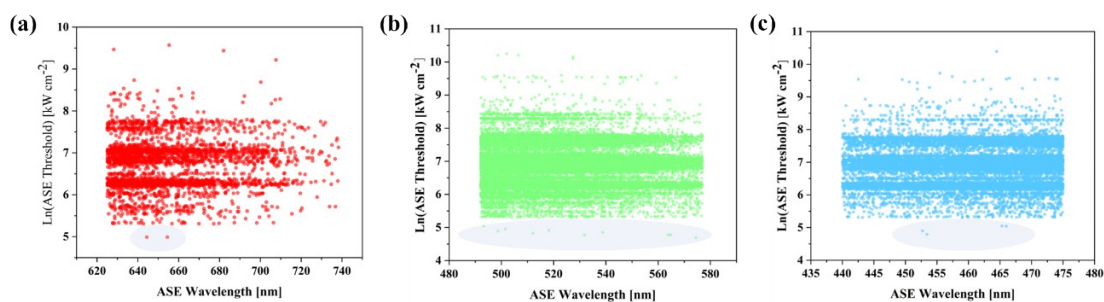 (a)
Ln(ASE Threshold) [kW cm⁻²]
10
9
8
7
6
5
620 640 660 680 700 720 740
ASE Wavelength [nm]
(b)
Ln(ASE Threshold) [kW cm⁻²]
11
10
9
8
7
6
5
4
480 500 520 540 560 580 590
ASE Wavelength [nm]
(c)
Ln(ASE Threshold) [kW cm⁻²]
11
10
9
8
7
6
5
4
435 440 445 450 455 460 465 470 475 480
ASE Wavelength [nm]